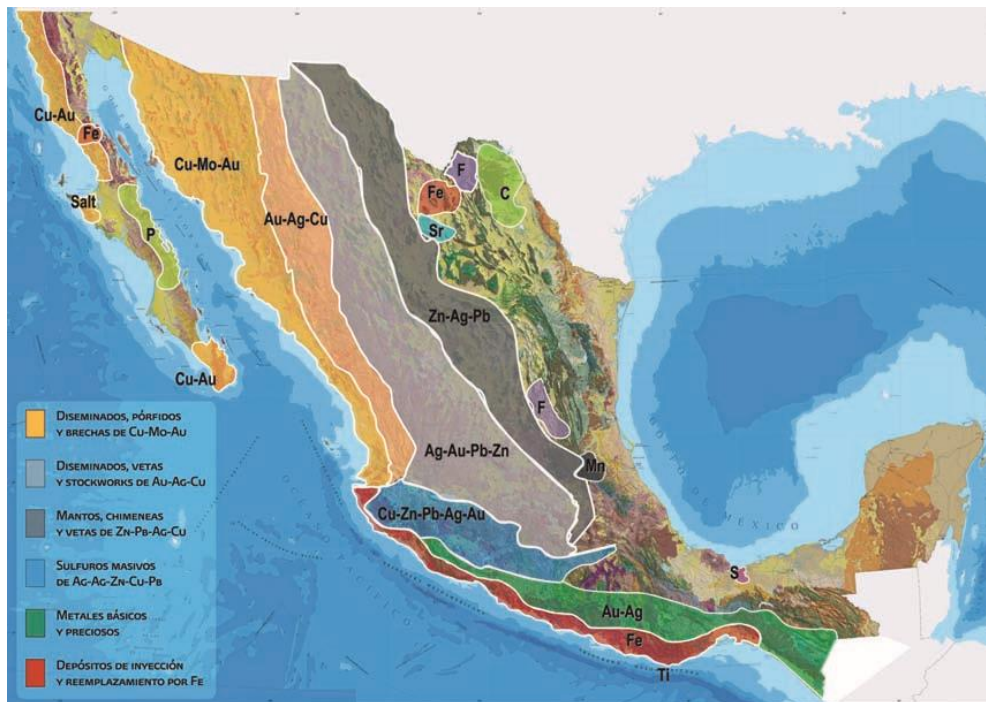 Cu-Au
Fe
Cu-Mo-Au
Salt
P
Au-Ag-Cu
F
Fe
C
Sr
Zn-Ag-Pb
Cu-Au
F
Ag-Au-Pb-Zn
Mn
Cu-Zn-Pb-Ag-Au
S
Au-Ag
Fe
Ti
DISEMINADOS, PÓRFIDOS
Y BRECHAS DE CU-MO-AU
DISEMINADOS, VETAS
Y STOCKWORKS DE AU-AG-CU
MANTOS, CHIMENEAS
Y VETAS DE ZN-PB-AG-CU
SULFUROS MASIVOS
DE AG-AG-ZN-CU-PB
METALES BÁSICOS
Y PRECIOSOS
DEPÓSITOS DE INYECCIÓN
Y REEMPLAZAMIENTO POR FE